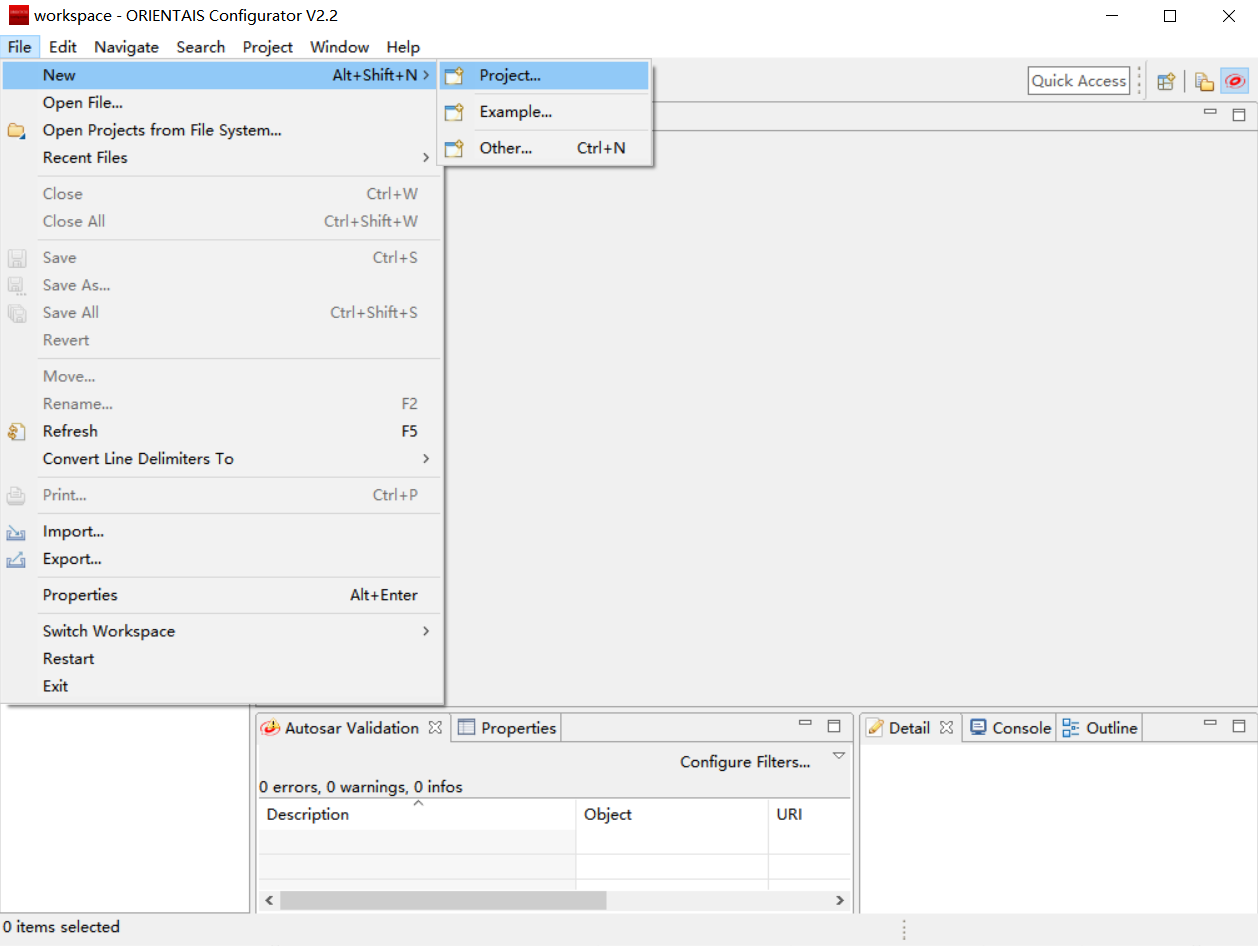 workspace - ORIENTAIS Configurator V2.2
File Edit Navigate Search Project Window Help
New Alt+Shift+N
Project...
Quick Access
Open File...
Example...
Open Projects from File System...
Other... Ctrl+N
Recent Files
Close Ctrl+W
Close All Ctrl+Shift+W
Save Ctrl+S
Save As...
Save All Ctrl+Shift+S
Revert
Move...
Rename... F2
Refresh F5
Convert Line Delimiters To
Print... Ctrl+P
Import...
Export...
Properties Alt+Enter
Switch Workspace
Restart
Exit
Autosar Validation Properties
Detail Console Outline
Configure Filters...
0 errors, 0 warnings, 0 infos
Description Object URI
0 items selected